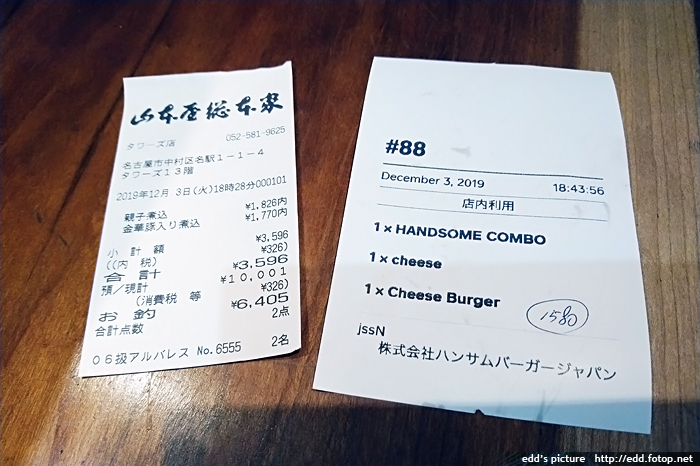 山本屋総本家
タワーズ店
052-581-9625
名古屋市中村区名駅1-1-4
タワーズ13階
2019年12月 3日(火)18時28分000101
親子煮込 ¥1,826内
金華豚入り煮込 ¥1,770内
小 計 額 ¥3,596
((内 税) ¥326)
合 計 ¥3,596
預/現計 ¥10,001
(消費税 等 ¥326)
お 釣 ¥6,405
合計点数 2点
2名
06扱アルバレス No.6555
#88
December 3, 2019 18:43:56
店内利用
1 x HANDSOME COMBO
1 x cheese
1 x Cheese Burger
1580
jssN
株式会社ハンサムバーガージャパン
edd's picture http://edd.fotop.net